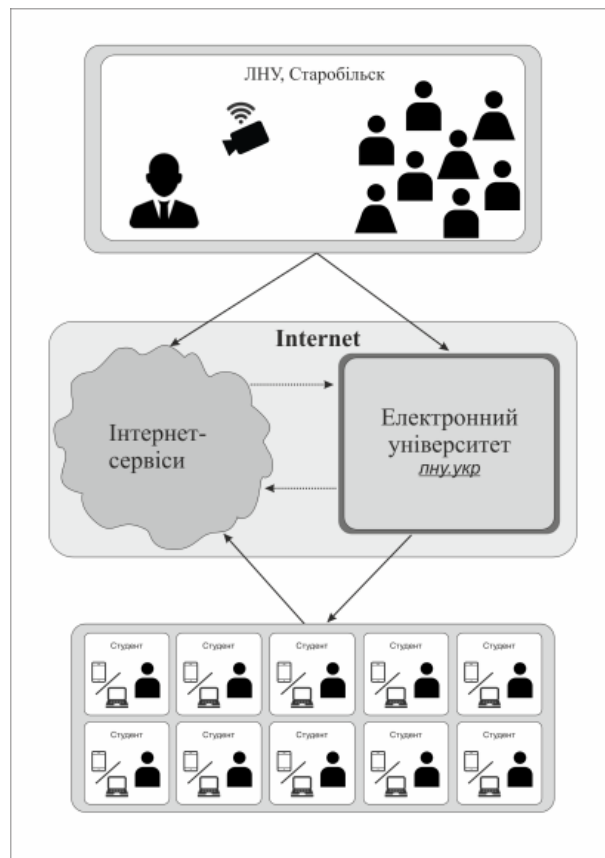 ЛНУ, Старобільск
Internet
Інтернет-
сервіси
Електронний
університет
лну.укр
Студент
Студент
Студент
Студент
Студент
Студент
Студент
Студент
Студент
Студент